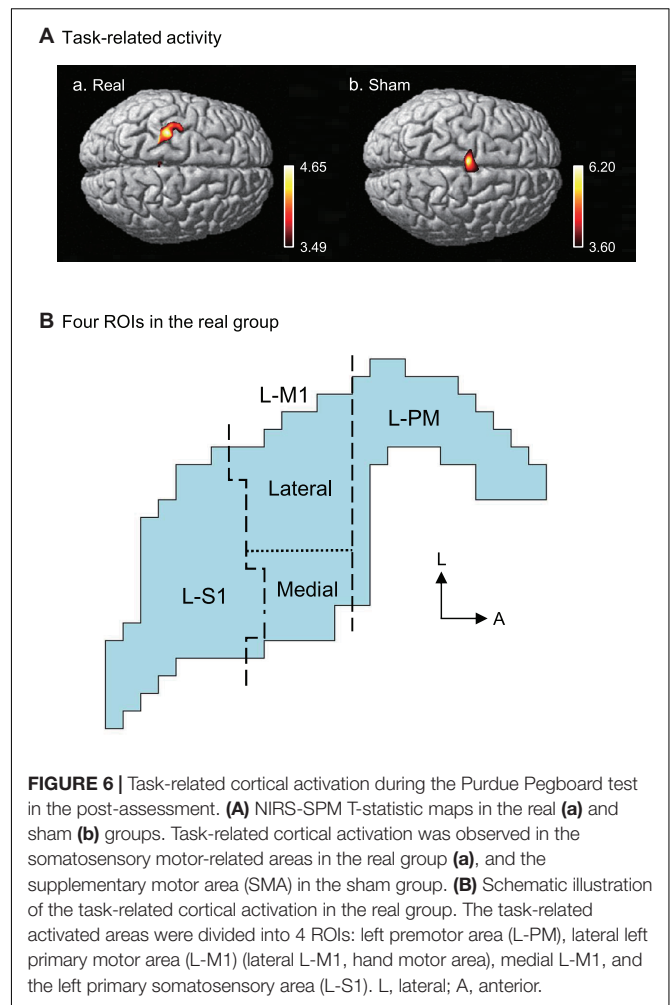 A Task-related activity
a. Real
b. Sham
4.65
3.49
6.20
3.60
B Four ROIs in the real group
L-M1
L-PM
Lateral
L-S1
Medial
L
A
FIGURE 6 | Task-related cortical activation during the Purdue Pegboard test
in the post-assessment. (A) NIRS-SPM T-statistic maps in the real (a) and
sham (b) groups. Task-related cortical activation was observed in the
somatosensory motor-related areas in the real group (a), and the
supplementary motor area (SMA) in the sham group. (B) Schematic illustration
of the task-related cortical activation in the real group. The task-related
activated areas were divided into 4 ROIs: left premotor area (L-PM), lateral left
primary motor area (L-M1) (lateral L-M1, hand motor area), medial L-M1, and
the left primary somatosensory area (L-S1). L, lateral; A, anterior.